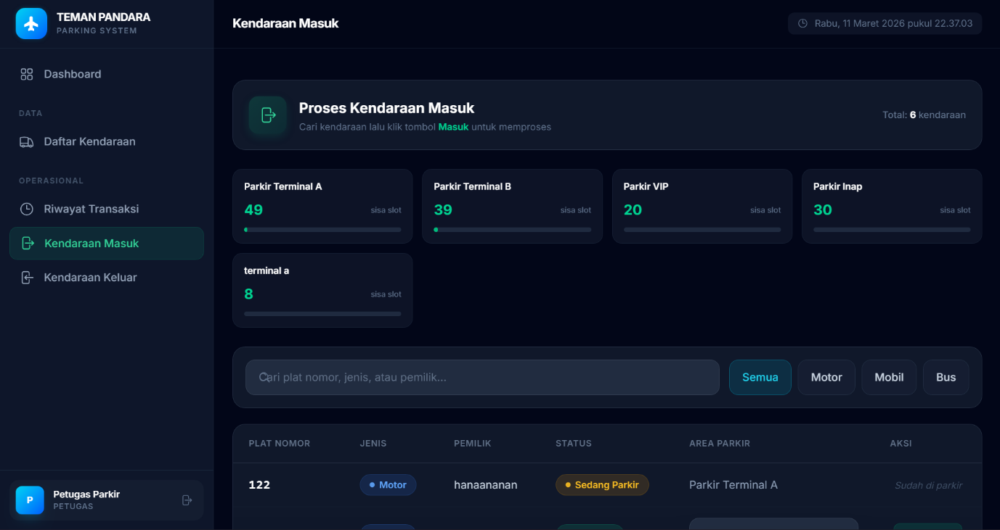 TEMAN PANDARA
PARKING SYSTEM
Dashboard
DATA
Daftar Kendaraan
OPERASIONAL
Riwayat Transaksi
Kendaraan Masuk
Kendaraan Keluar
P
Petugas Parkir
PETUGAS
Kendaraan Masuk
Rabu, 11 Maret 2026 pukul 22.37.03
Proses Kendaraan Masuk
Cari kendaraan lalu klik tombol Masuk untuk memproses
Total: 6 kendaraan
Parkir Terminal A
49 sisa slot
Parkir Terminal B
39 sisa slot
Parkir VIP
20 sisa slot
Parkir Inap
30 sisa slot
terminal a
8 sisa slot
Cari plat nomor, jenis, atau pemilik...
Semua Motor Mobil Bus
PLAT NOMOR JENIS PEMILIK STATUS AREA PARKIR AKSI
122 Motor hanaananan Sedang Parkir Parkir Terminal A Sudah di parkir